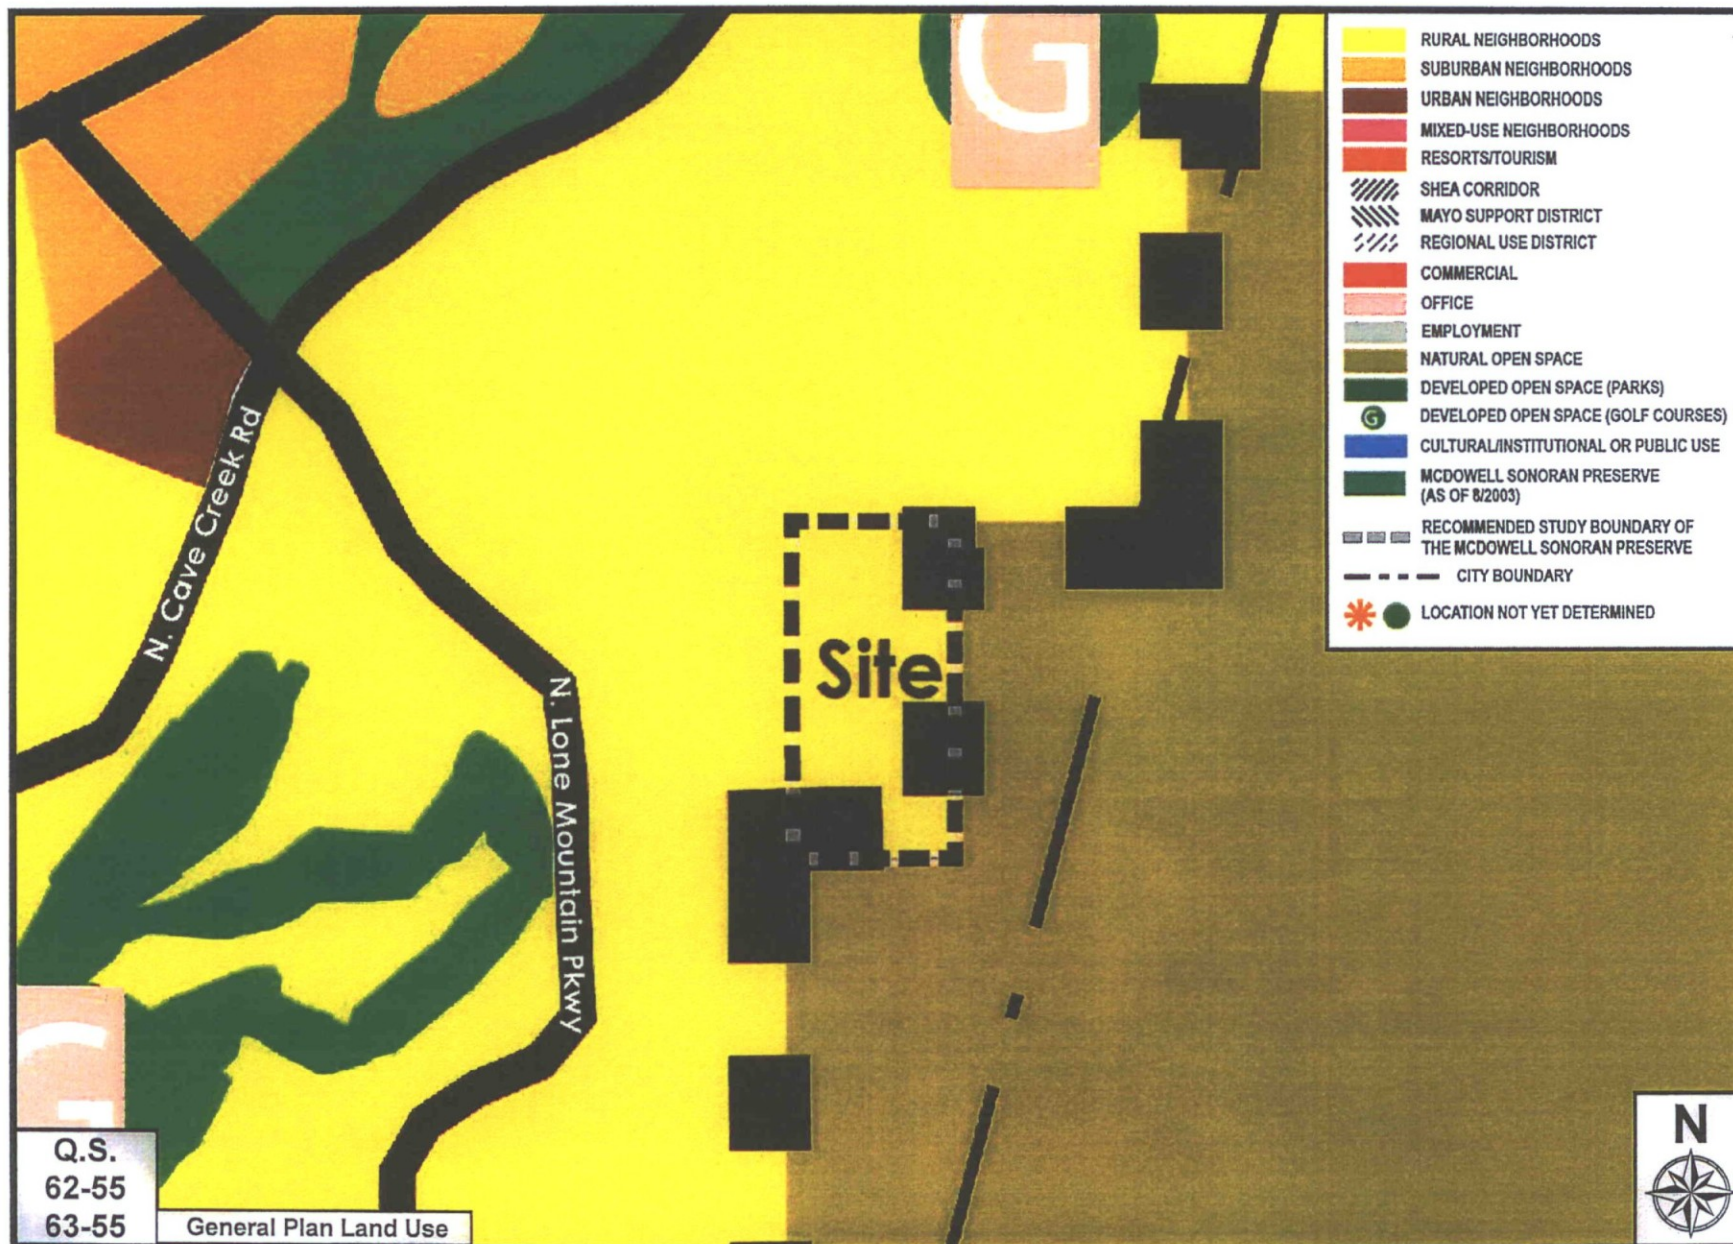 G
RURAL NEIGHBORHOODS
SUBURBAN NEIGHBORHOODS
URBAN NEIGHBORHOODS
MIXED-USE NEIGHBORHOODS
RESORTS/TOURISM
SHEA CORRIDOR
MAYO SUPPORT DISTRICT
REGIONAL USE DISTRICT
COMMERCIAL
OFFICE
EMPLOYMENT
NATURAL OPEN SPACE
DEVELOPED OPEN SPACE (PARKS)
G DEVELOPED OPEN SPACE (GOLF COURSES)
CULTURAL/INSTITUTIONAL OR PUBLIC USE
MCDOWELL SONORAN PRESERVE
(AS OF 8/2003)
RECOMMENDED STUDY BOUNDARY OF
THE MCDOWELL SONORAN PRESERVE
CITY BOUNDARY
LOCATION NOT YET DETERMINED
N. Cave Creek Rd
Site
N. Lone Mountain Pkwy
G
Q.S.
62-55
63-55
General Plan Land Use
N